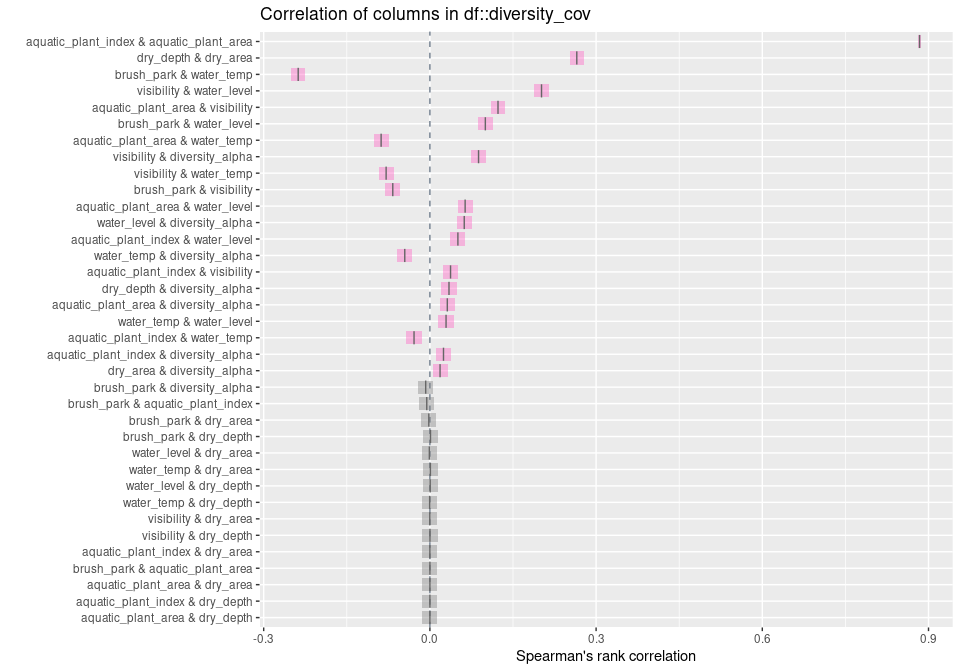 Correlation of columns in df::diversity_cov
aquatic_plant_index & aquatic_plant_area
dry_depth & dry_area
brush_park & water_temp
visibility & water_level
aquatic_plant_area & visibility
brush_park & water_level
aquatic_plant_area & water_temp
visibility & diversity_alpha
visibility & water_temp
brush_park & visibility
aquatic_plant_area & water_level
water_level & diversity_alpha
aquatic_plant_index & water_level
water_temp & diversity_alpha
aquatic_plant_index & visibility
dry_depth & diversity_alpha
aquatic_plant_area & diversity_alpha
water_temp & water_level
aquatic_plant_index & water_temp
aquatic_plant_index & diversity_alpha
dry_area & diversity_alpha
brush_park & diversity_alpha
brush_park & aquatic_plant_index
brush_park & dry_area
brush_park & dry_depth
water_level & dry_area
water_temp & dry_area
water_level & dry_depth
water_temp & dry_depth
visibility & dry_area
visibility & dry_depth
aquatic_plant_index & dry_area
brush_park & aquatic_plant_area
aquatic_plant_area & dry_area
aquatic_plant_index & dry_depth
aquatic_plant_area & dry_depth
-0.3 0.0 0.3 0.6 0.9
Spearman's rank correlation